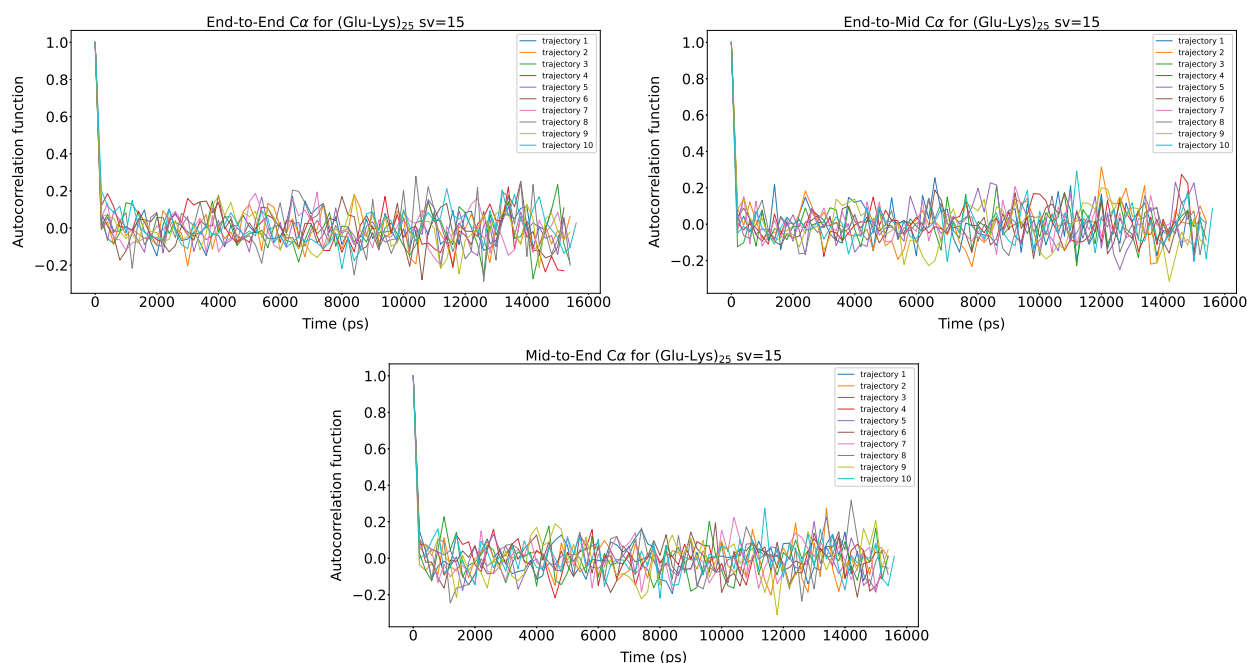 End-to-End Cα for (Glu-Lys)₂₅ sv=15
Autocorrelation function
1.0
0.8
0.6
0.4
0.2
0.0
−0.2
trajectory 1
trajectory 2
trajectory 3
trajectory 4
trajectory 5
trajectory 6
trajectory 7
trajectory 8
trajectory 9
trajectory 10
0 2000 4000 6000 8000 10000 12000 14000 16000
Time (ps)
End-to-Mid Cα for (Glu-Lys)₂₅ sv=15
Autocorrelation function
1.0
0.8
0.6
0.4
0.2
0.0
−0.2
trajectory 1
trajectory 2
trajectory 3
trajectory 4
trajectory 5
trajectory 6
trajectory 7
trajectory 8
trajectory 9
trajectory 10
0 2000 4000 6000 8000 10000 12000 14000 16000
Time (ps)
Mid-to-End Cα for (Glu-Lys)₂₅ sv=15
Autocorrelation function
1.0
0.8
0.6
0.4
0.2
0.0
−0.2
trajectory 1
trajectory 2
trajectory 3
trajectory 4
trajectory 5
trajectory 6
trajectory 7
trajectory 8
trajectory 9
trajectory 10
0 2000 4000 6000 8000 10000 12000 14000 16000
Time (ps)